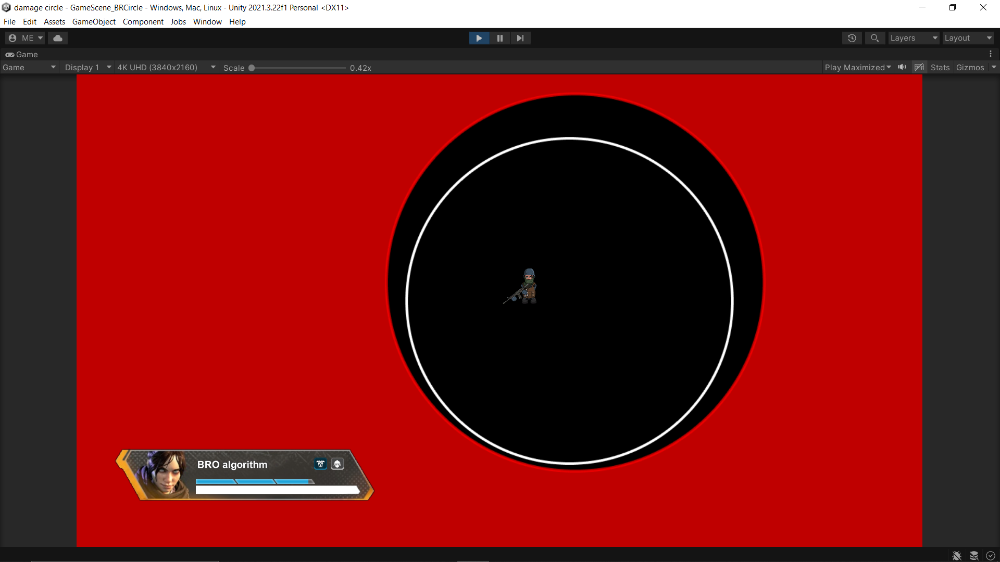 damage circle - GameScene_BRCircle - Windows, Mac, Linux - Unity 2021.3.22f1 Personal <DX11>
File Edit Assets GameObject Component Jobs Window Help
ME Layers Layout
Game
Game Display 1 4K UHD (3840x2160) Scale 0.42x Play Maximized Stats Gizmos
BRO algorithm